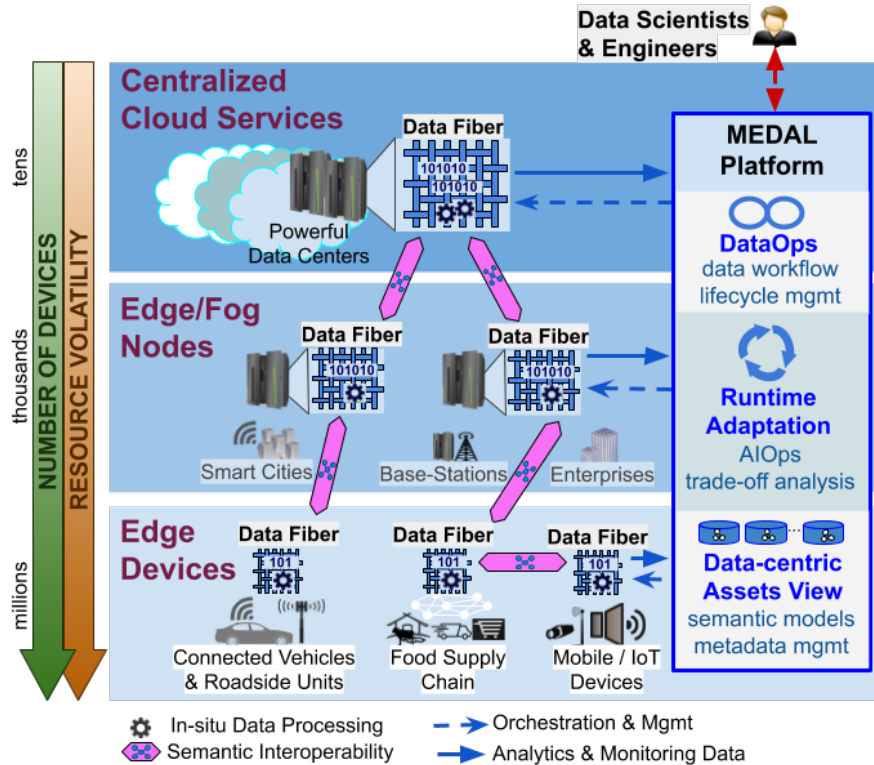 Data Scientists
& Engineers
NUMBER OF DEVICES
RESOURCE VOLATILITY
tens
thousands
millions
Centralized
Cloud Services
Data Fiber
101010
101010
Powerful
Data Centers
Edge/Fog
Nodes
Data Fiber
101010
Data Fiber
101010
Smart Cities
Base-Stations
Enterprises
Edge
Devices
Data Fiber
101
Data Fiber
101
Data Fiber
101
Connected Vehicles
& Roadside Units
Food Supply
Chain
Mobile / IoT
Devices
MEDAL
Platform
DataOps
data workflow
lifecycle mgmt
Runtime
Adaptation
AIOps
trade-off analysis
...
Data-centric
Assets View
semantic models
metadata mgmt
In-situ Data Processing
Orchestration & Mgmt
Semantic Interoperability
Analytics & Monitoring Data